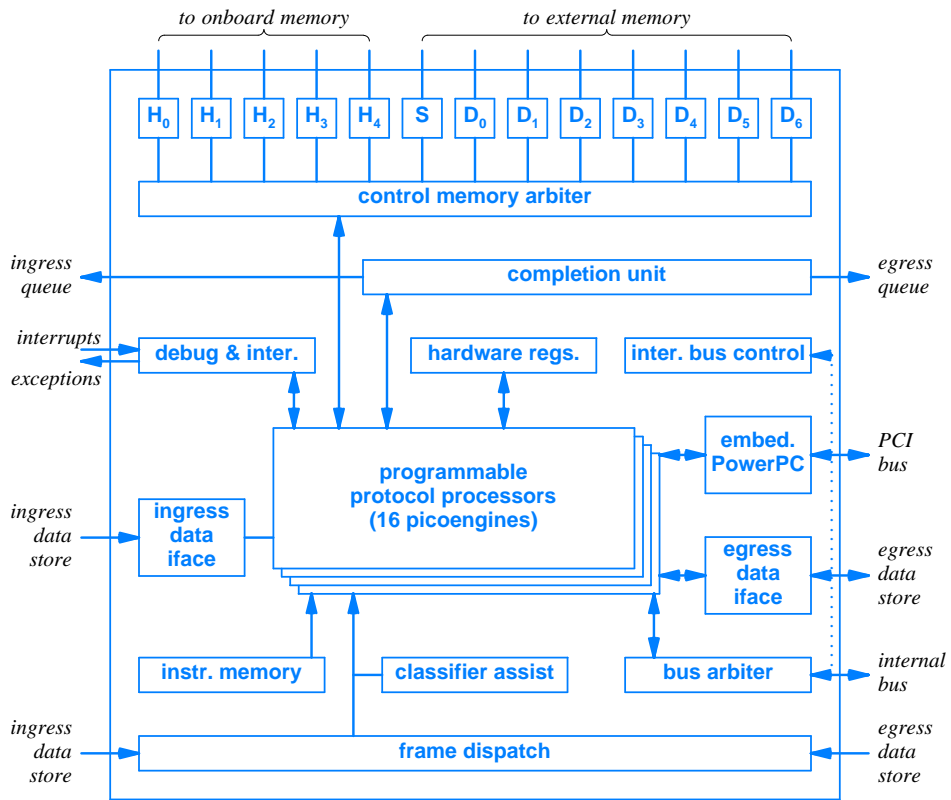 to onboard memory
to external memory
H0 H1 H2 H3 H4 S D0 D1 D2 D3 D4 D5 D6
control memory arbiter
ingress
queue
completion unit
egress
queue
interrupts
exceptions
debug & inter.
hardware regs.
inter. bus control
programmable
protocol processors
(16 picoengines)
embed.
PowerPC
PCI
bus
ingress
data
store
ingress
data
iface
egress
data
iface
egress
data
store
instr. memory
classifier assist
bus arbiter
internal
bus
ingress
data
store
frame dispatch
egress
data
store